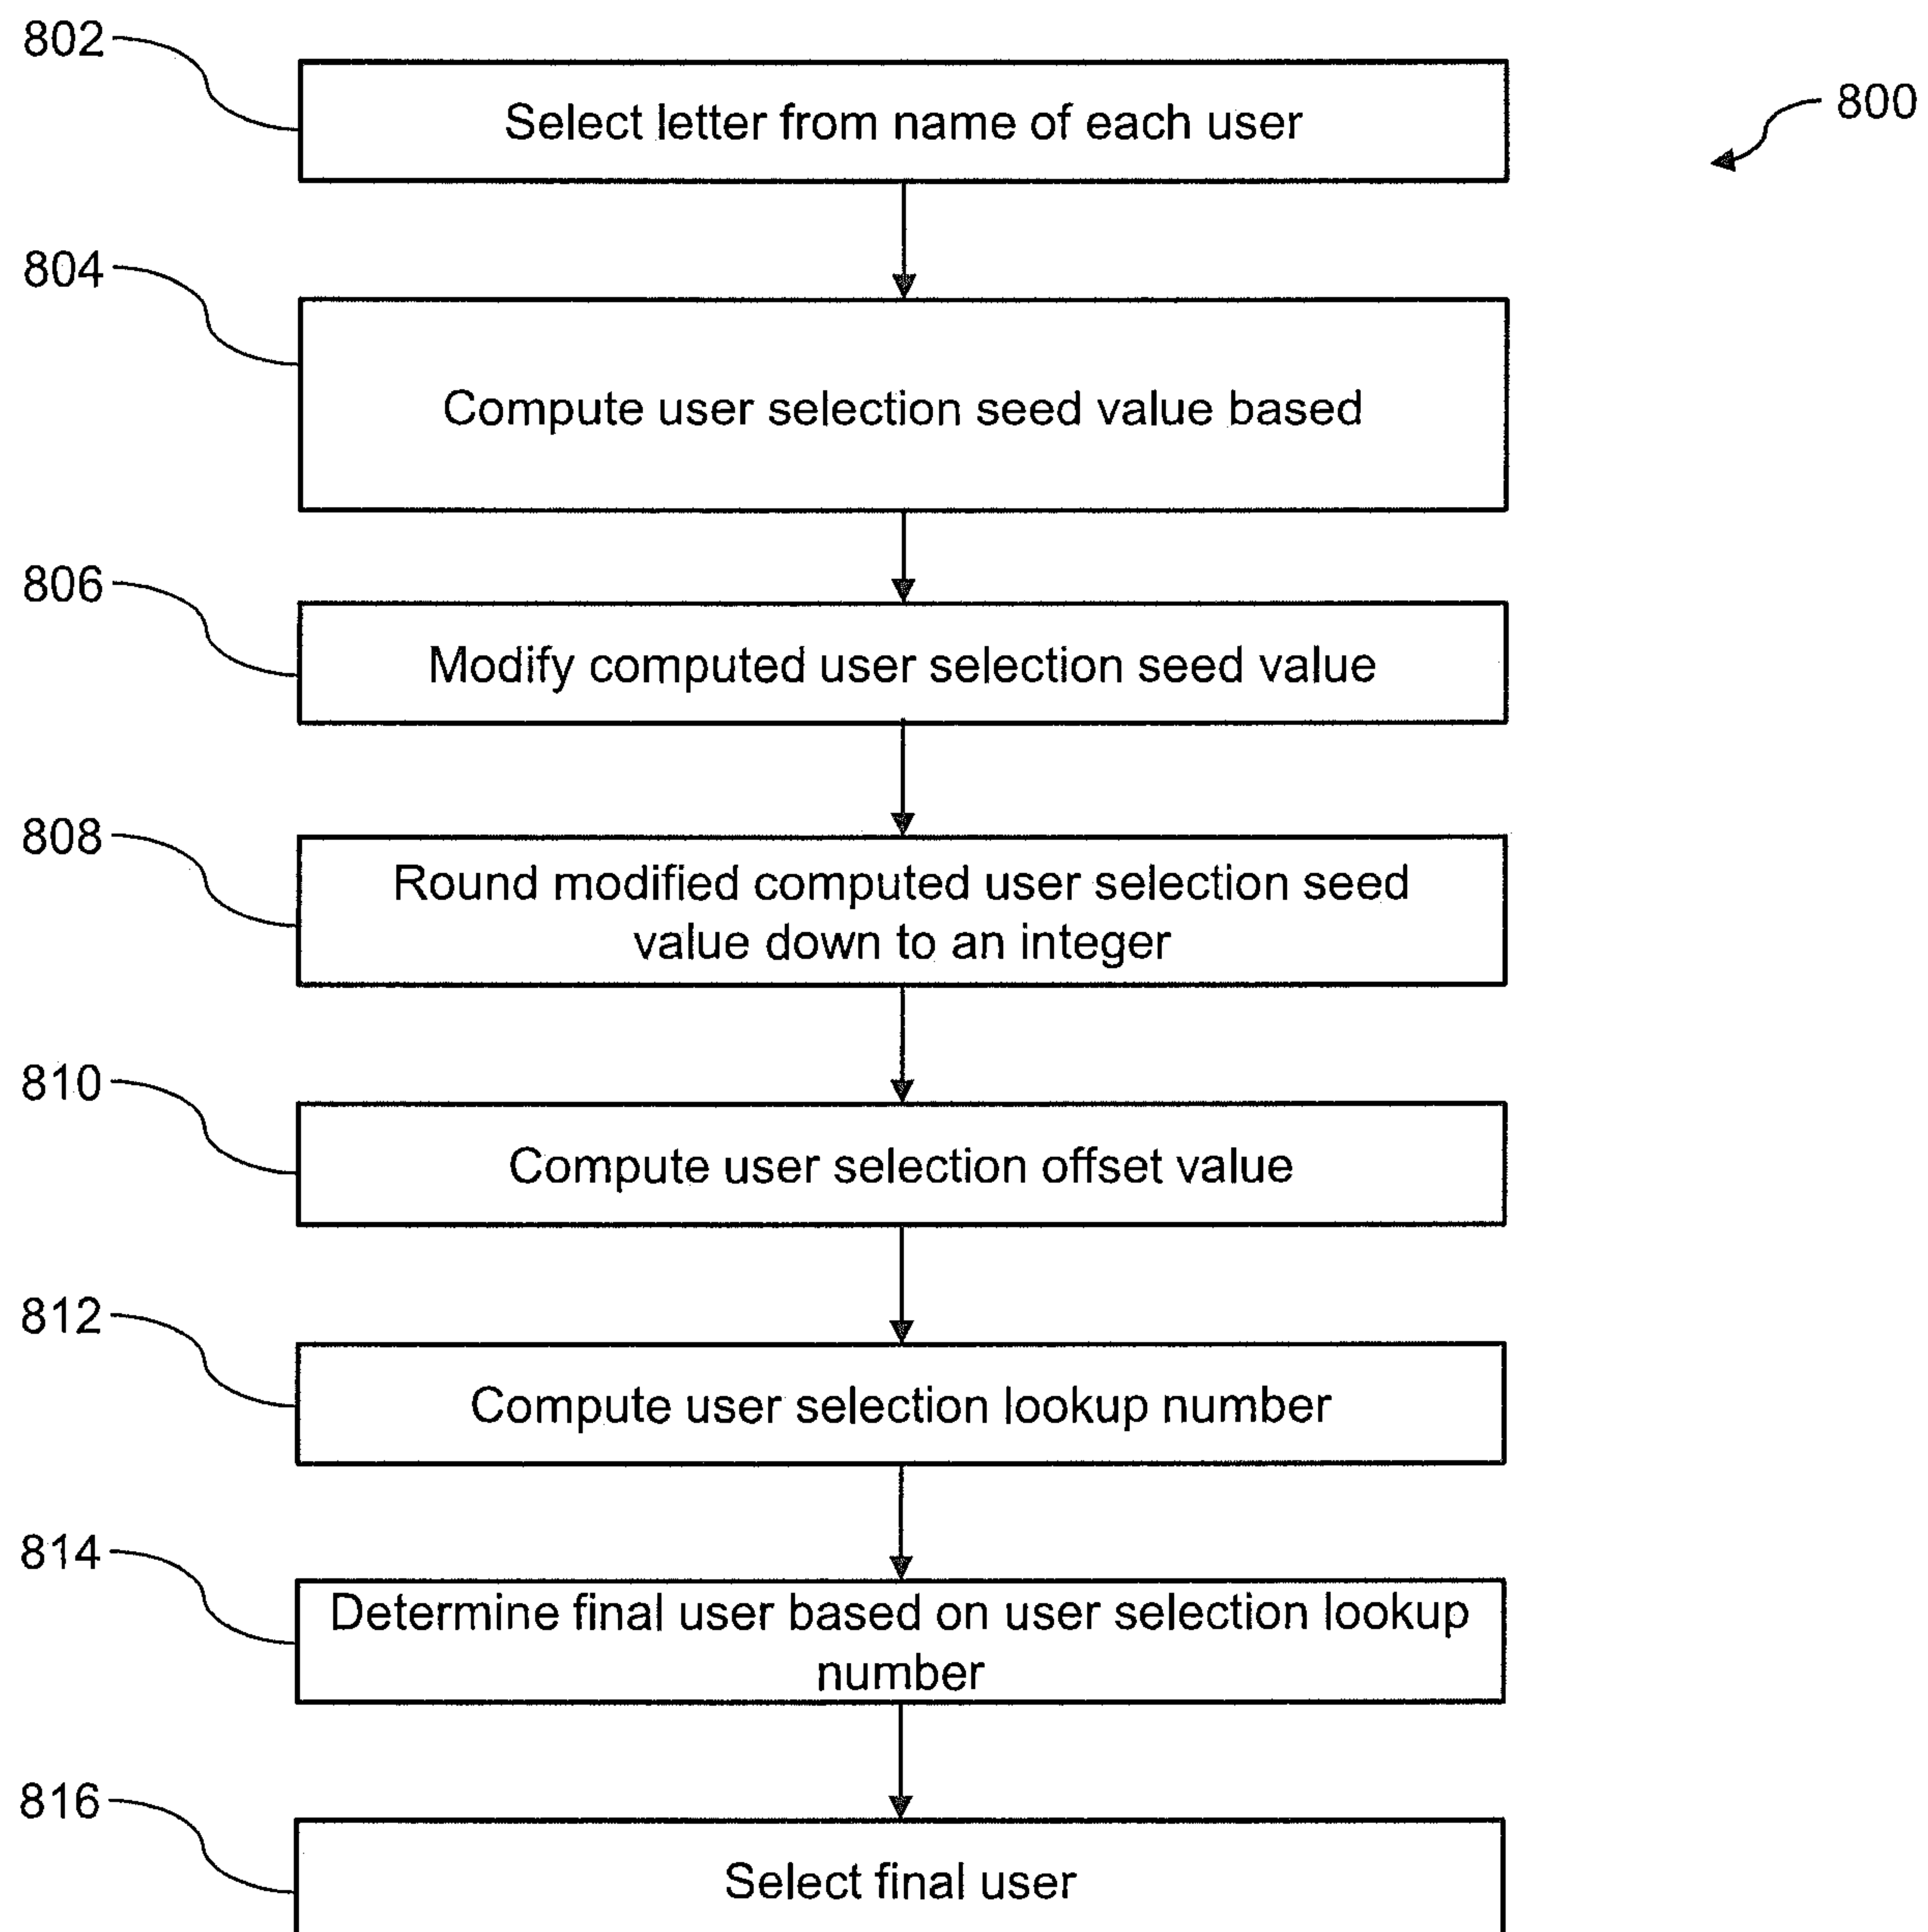 802
Select letter from name of each user
800
804
Compute user selection seed value based
806
Modify computed user selection seed value
808
Round modified computed user selection seed
value down to an integer
810
Compute user selection offset value
812
Compute user selection lookup number
814
Determine final user based on user selection lookup
number
816
Select final user